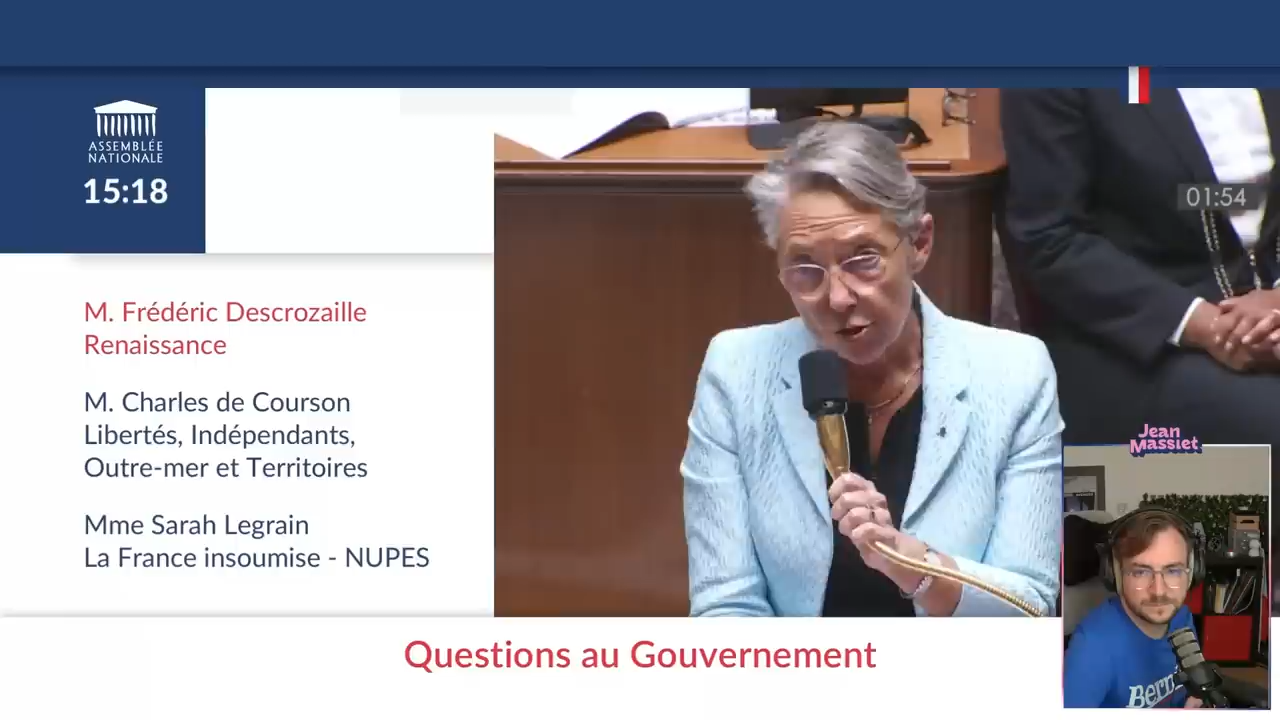 ASSEMBLÉE
NATIONALE
15:18
01:54
M. Frédéric Descrozaille
Renaissance
M. Charles de Courson
Libertés, Indépendants,
Outre-mer et Territoires
Mme Sarah Legrain
La France insoumise - NUPES
Jean
Massiet
Questions au Gouvernement
Bern